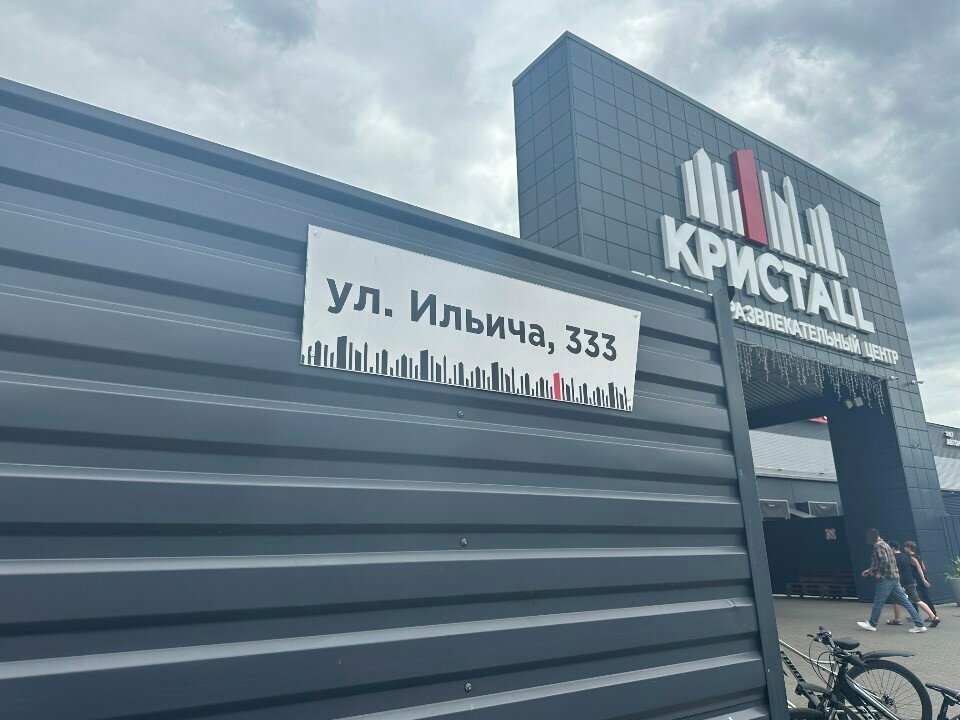 ул. Ильича, 333
КРИСТALL
РАЗВЛЕКАТЕЛЬНЫЙ ЦЕНТР